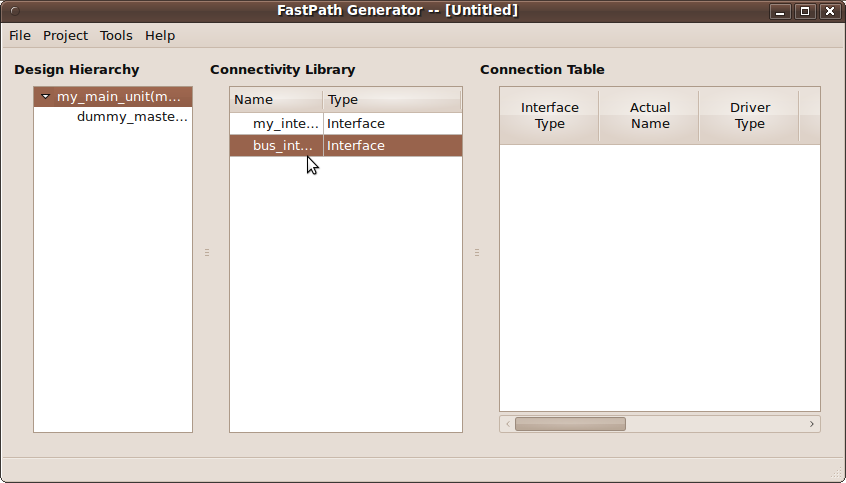 FastPath Generator -- [Untitled]
File Project Tools Help
Design Hierarchy
my_main_unit(m...
dummy_maste...
Connectivity Library
Name Type
my_inte... Interface
bus_int... Interface
Connection Table
Interface Type
Actual Name
Driver Type